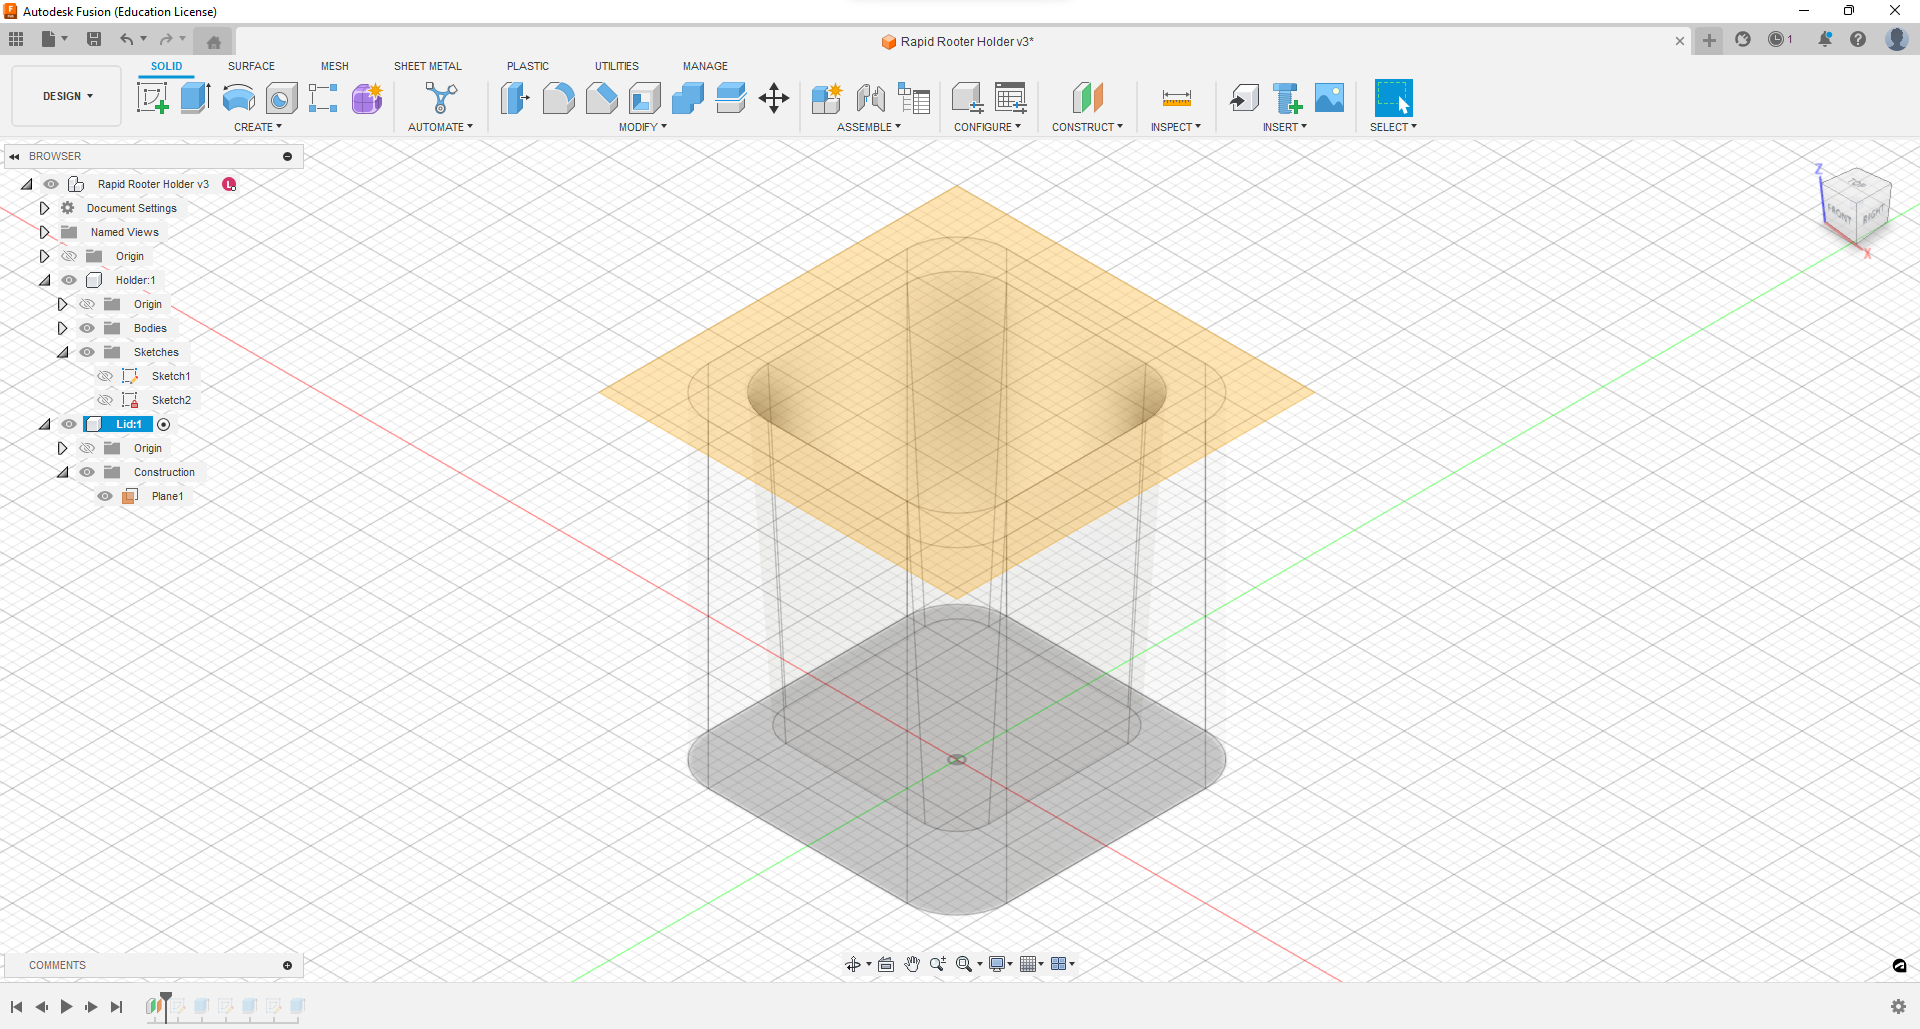 Autodesk Fusion (Education License)
Rapid Rooter Holder v3*
1
DESIGN
SOLID
SURFACE
MESH
SHEET METAL
PLASTIC
UTILITIES
MANAGE
CREATE
AUTOMATE
MODIFY
ASSEMBLE
CONFIGURE
CONSTRUCT
INSPECT
INSERT
SELECT
BROWSER
Rapid Rooter Holder v3
L
Document Settings
Named Views
Origin
Holder:1
Origin
Bodies
Sketches
Sketch1
Sketch2
Lid:1
Origin
Construction
Plane1
Z
TOP
FRONT
RIGHT
X
COMMENTS